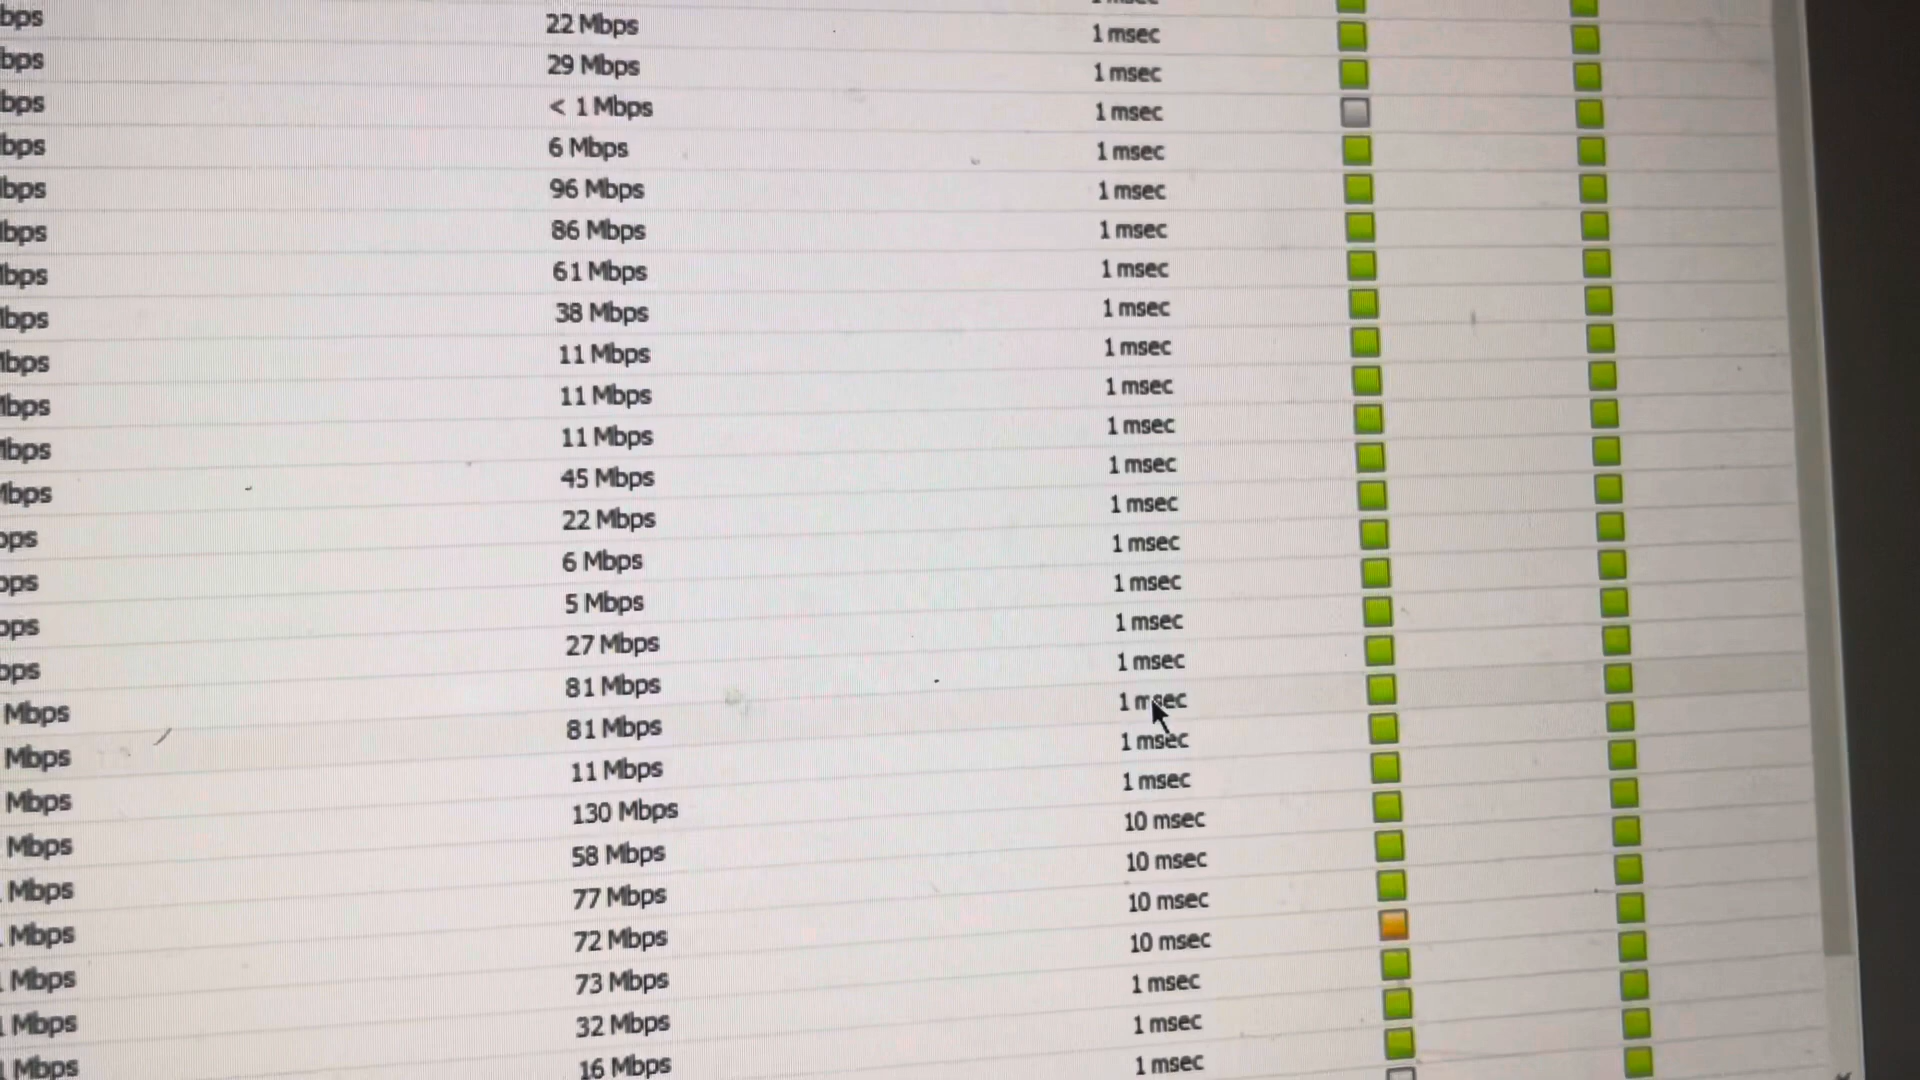 bps 22 Mbps 1 msec
bps 29 Mbps 1 msec
bps < 1 Mbps 1 msec
bps 6 Mbps 1 msec
bps 96 Mbps 1 msec
bps 86 Mbps 1 msec
bps 61 Mbps 1 msec
bps 38 Mbps 1 msec
bps 11 Mbps 1 msec
bps 11 Mbps 1 msec
bps 11 Mbps 1 msec
Mbps 45 Mbps 1 msec
ops 22 Mbps 1 msec
ops 6 Mbps 1 msec
ops 5 Mbps 1 msec
bps 27 Mbps 1 msec
Mbps 81 Mbps 1 msec
Mbps 81 Mbps 1 msec
Mbps 11 Mbps 1 msec
Mbps 130 Mbps 1 msec
Mbps 58 Mbps 10 msec
Mbps 77 Mbps 10 msec
Mbps 72 Mbps 10 msec
Mbps 73 Mbps 10 msec
Mbps 32 Mbps 1 msec
16 Mbps 1 msec
1 msec